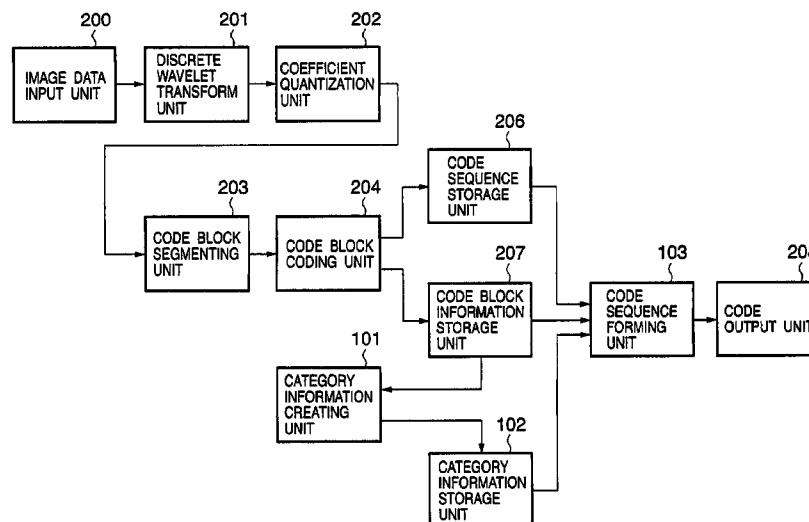 200
201
202
IMAGE DATA
INPUT UNIT
DISCRETE
WAVELET
TRANSFORM
UNIT
COEFFICIENT
QUANTIZATION
UNIT
206
CODE
SEQUENCE
STORAGE
UNIT
203
204
CODE BLOCK
SEGMENTING
UNIT
CODE BLOCK
CODING UNIT
207
103
CODE BLOCK
INFORMATION
STORAGE
UNIT
CODE
SEQUENCE
FORMING
UNIT
CODE
OUTPUT UNIT
101
CATEGORY
INFORMATION
CREATING
UNIT
102
CATEGORY
INFORMATION
STORAGE
UNIT